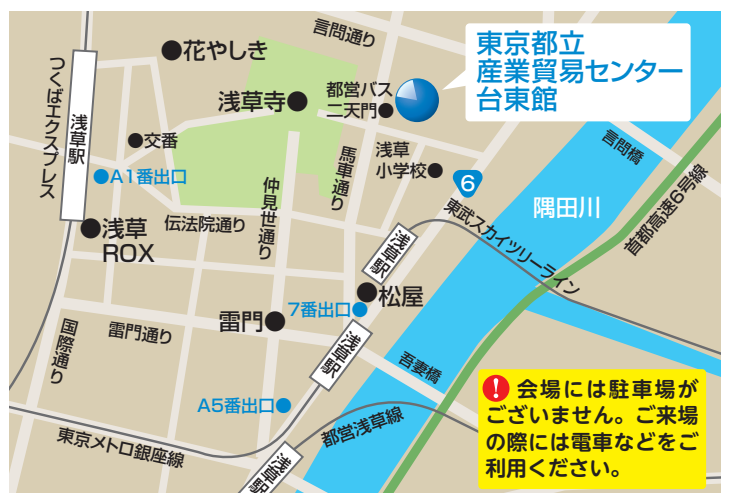 言問通り
花やしき
東京都立
産業貿易センター
台東館
つくばエクスプレス
浅草駅
浅草寺
都営バス
二天門
交番
馬車通り
浅草
小学校
言問橋
A1番出口
6
仲見世通り
隅田川
首都高速6号線
浅草
ROX
伝法院通り
東武スカイツリーライン
浅草駅
松屋
7番出口
雷門
雷門通り
国際通り
浅草駅
吾妻橋
A5番出口
都営浅草線
東京メトロ銀座線
浅草駅
! 会場には駐車場が
ございません。ご来場
の際には電車などをご
利用ください。